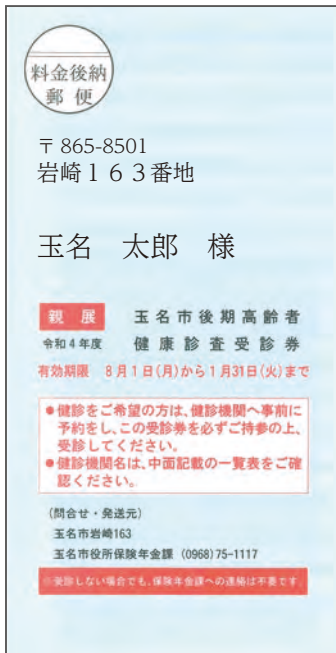 料金後納
郵便
〒865-8501
岩崎163番地
玉名　太郎　様
親展 玉名市後期高齢者
令和4年度 健康診査受診券
有効期限　8月1日(月)から1月31日(火)まで
●健診をご希望の方は、健診機関へ事前に
予約をし、この受診券を必ずご持参の上、
受診してください。
●健診機関名は、中面記載の一覧表をご確
認ください。
(問合せ・発送元)
玉名市岩崎163
玉名市役所保険年金課 (0968)75-1117
※受診しない場合でも、保険年金課への連絡は不要です。